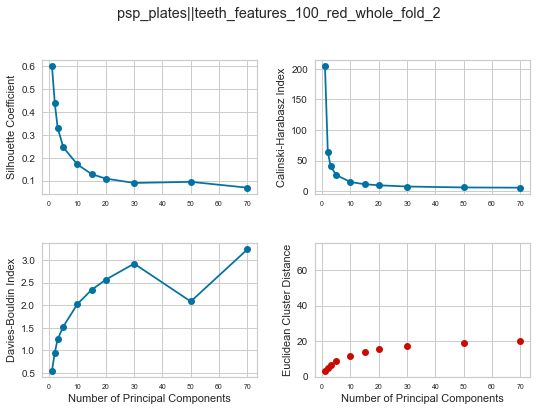 psp_plates||teeth_features_100_red_whole_fold_2
Silhouette Coefficient
0.6
0.5
0.4
0.3
0.2
0.1
0 10 20 30 40 50 60 70
Calinski-Harabasz Index
200
150
100
50
0
0 10 20 30 40 50 60 70
Davies-Bouldin Index
3.0
2.5
2.0
1.5
1.0
0.5
0 10 20 30 40 50 60 70
Number of Principal Components
Euclidean Cluster Distance
60
40
20
0
0 10 20 30 40 50 60 70
Number of Principal Components